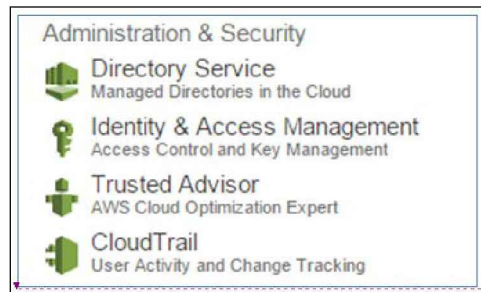 Administration & Security
Directory Service
Managed Directories in the Cloud
Identity & Access Management
Access Control and Key Management
Trusted Advisor
AWS Cloud Optimization Expert
CloudTrail
User Activity and Change Tracking